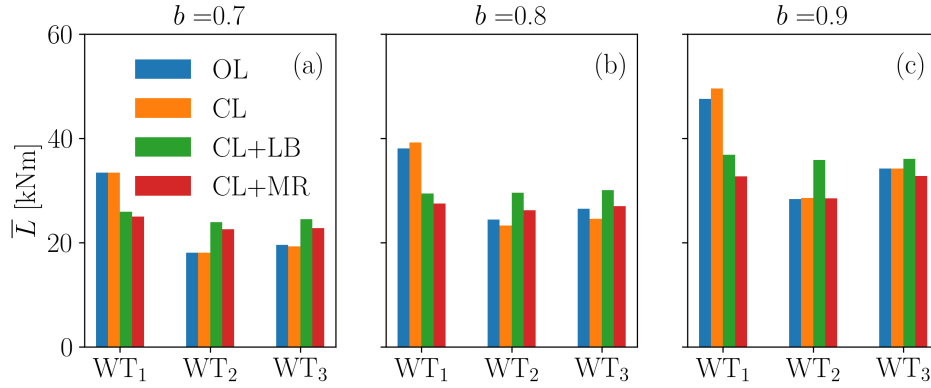 b =0.7
b =0.8
b =0.9
60
40
20
0
L̅ [kNm]
(a)
(b)
(c)
OL
CL
CL+LB
CL+MR
WT₁ WT₂ WT₃
WT₁ WT₂ WT₃
WT₁ WT₂ WT₃